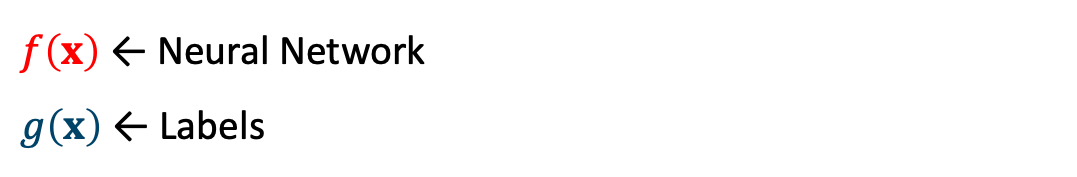 f(x) ← Neural Network
g(x) ← Labels